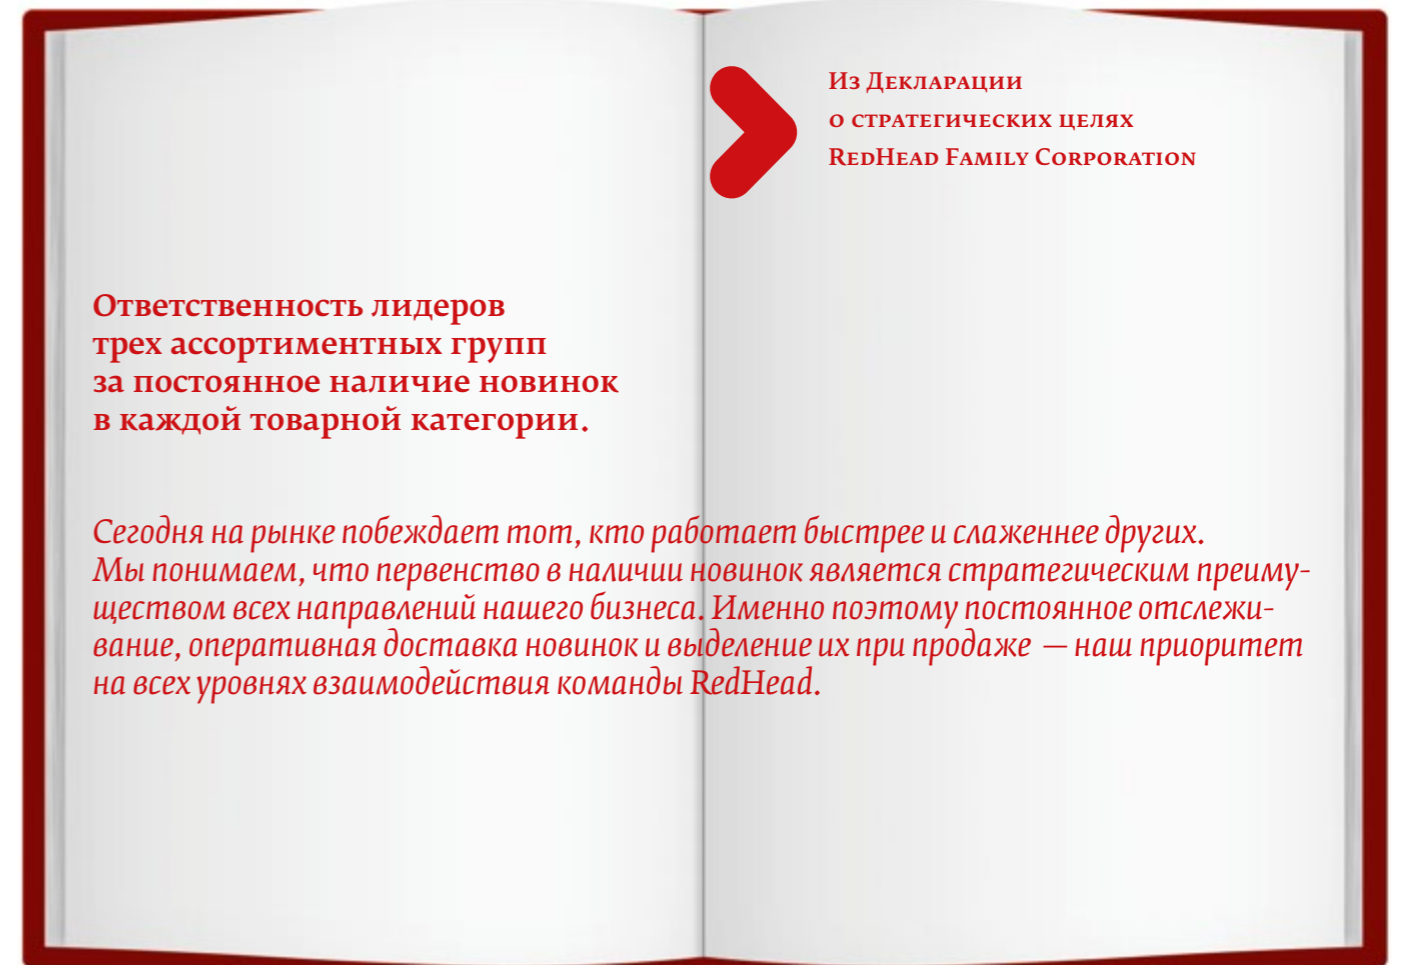 Из Декларации
о стратегических целях
RedHead Family Corporation
Ответственность лидеров
трех ассортиментных групп
за постоянное наличие новинок
в каждой товарной категории.
Сегодня на рынке побеждает тот, кто работает быстрее и слаженнее других.
Мы понимаем, что первенство в наличии новинок является стратегическим преиму-
ществом всех направлений нашего бизнеса. Именно поэтому постоянное отслежи-
вание, оперативная доставка новинок и выделение их при продаже — наш приоритет
на всех уровнях взаимодействия команды RedHead.